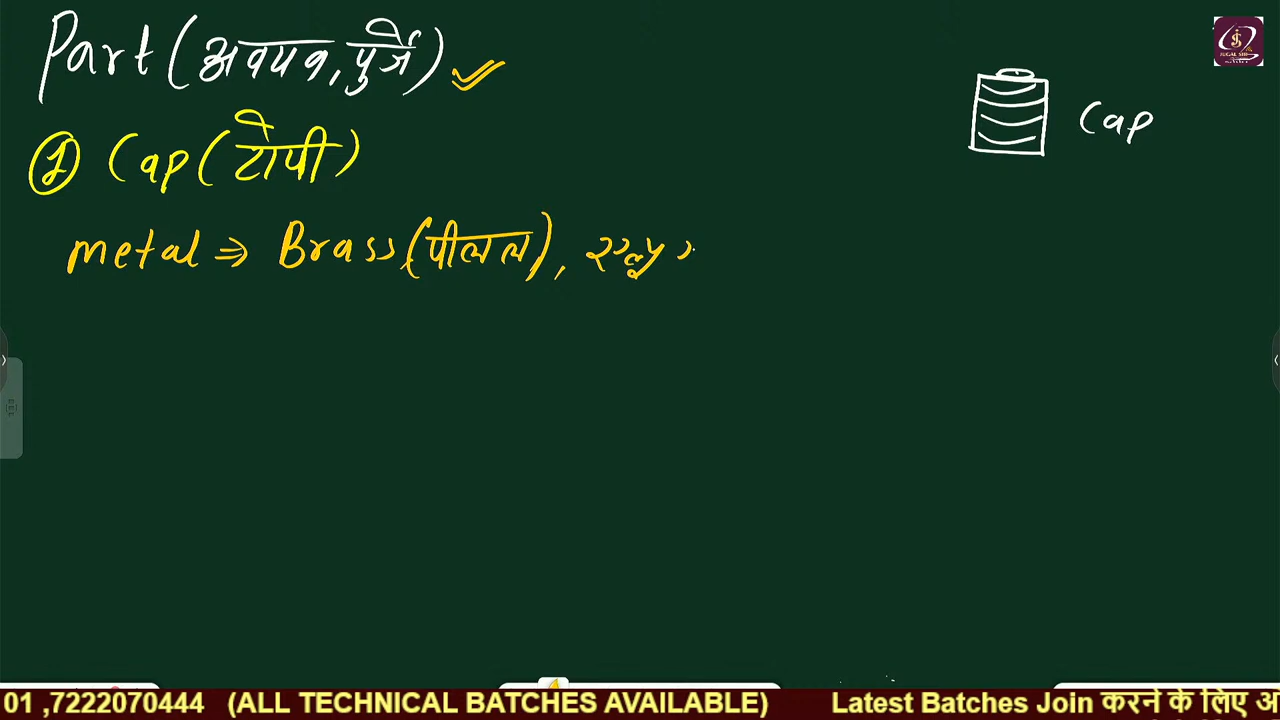 Part (अवयव, पुर्जे)
① Cap (टोपी)
Cap
metal ⇒ Brass (पीतल),
01 ,7222070444 (ALL TECHNICAL BATCHES AVAILABLE) Latest Batches Join करने के लिए अ